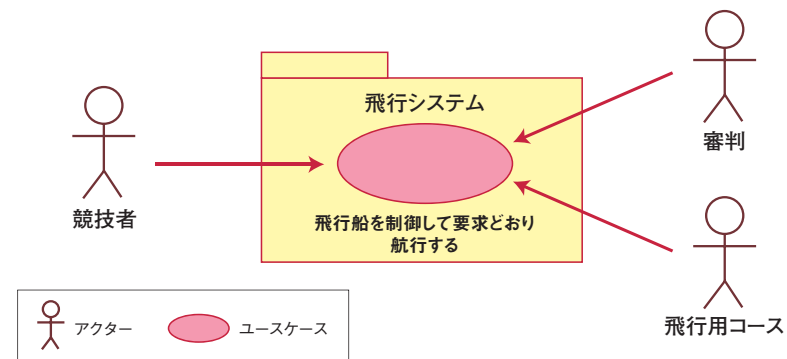 飛行システム
審判
競技者
飛行船を制御して要求どおり
航行する
飛行用コース
アクター
ユースケース